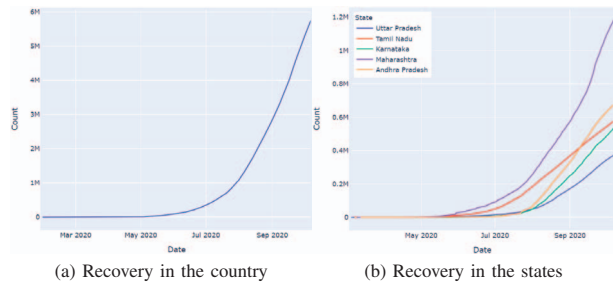 6M
5M
4M
3M
2M
1M
0
Count
Mar 2020
May 2020
Jul 2020
Sep 2020
Date
(a) Recovery in the country
1.2M
1M
0.8M
0.6M
0.4M
0.2M
0
Count
State
Uttar Pradesh
Tamil Nadu
Karnataka
Maharashtra
Andhra Pradesh
May 2020
Jul 2020
Sep 2020
Date
(b) Recovery in the states